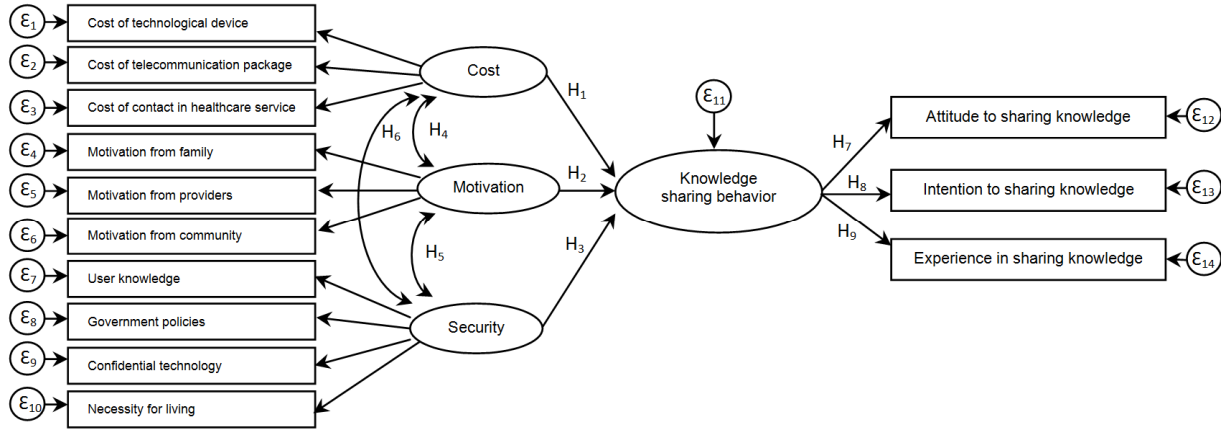 ε1
Cost of technological device
ε2
Cost of telecommunication package
ε3
Cost of contact in healthcare service
ε4
Motivation from family
ε5
Motivation from providers
ε6
Motivation from community
ε7
User knowledge
ε8
Government policies
ε9
Confidential technology
ε10
Necessity for living
Cost
Motivation
Security
H6
H4
H5
H1
H2
H3
ε11
Knowledge
sharing behavior
H7
H8
H9
Attitude to sharing knowledge
ε12
Intention to sharing knowledge
ε13
Experience in sharing knowledge
ε14